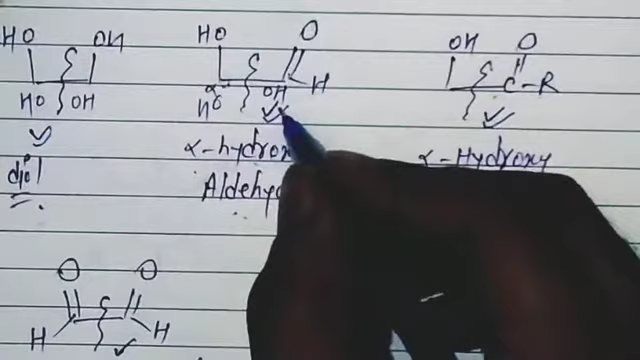 HO OH HO O OH O
H C-R
HO OH HO OH
α-hydrox α-Hydroxy
diol Aldehy
O O
H H